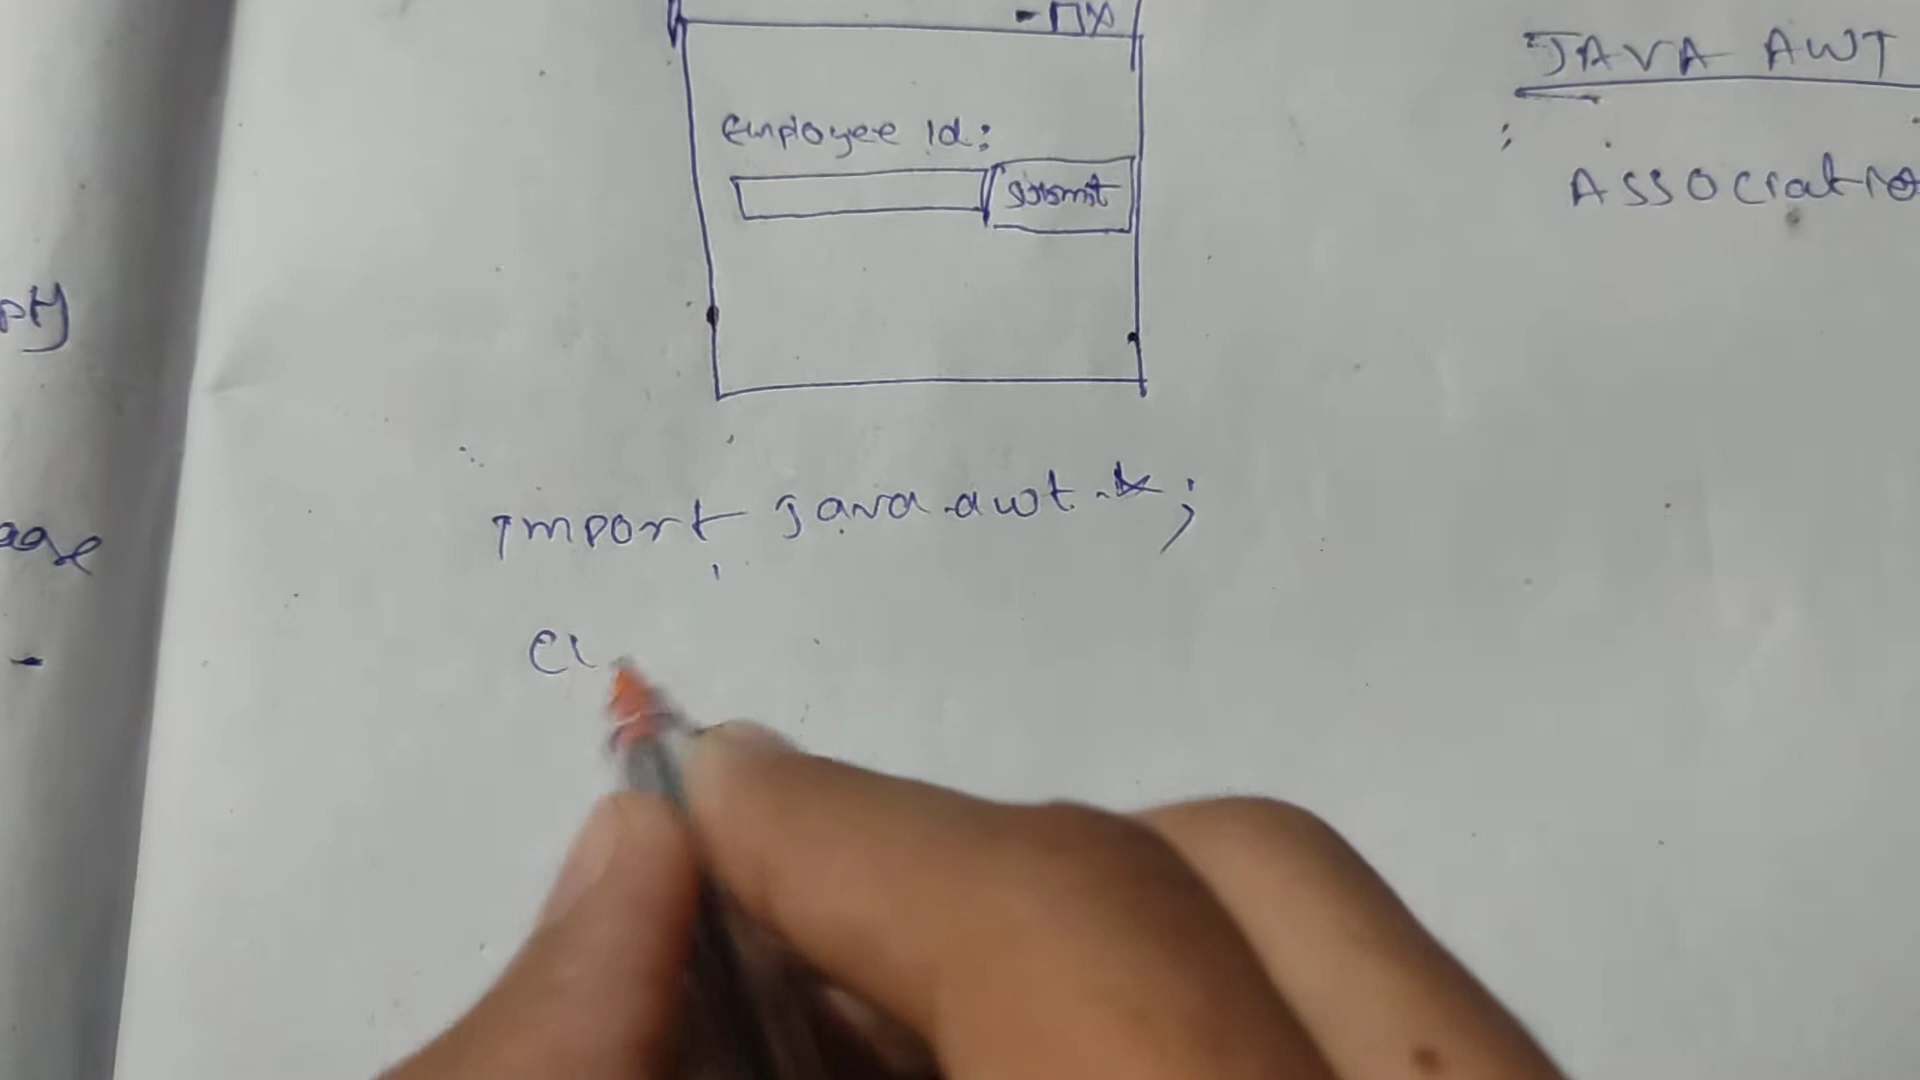 JAVA AWT
Employee id:
submit
Associatio
import java.awt.*;
cl